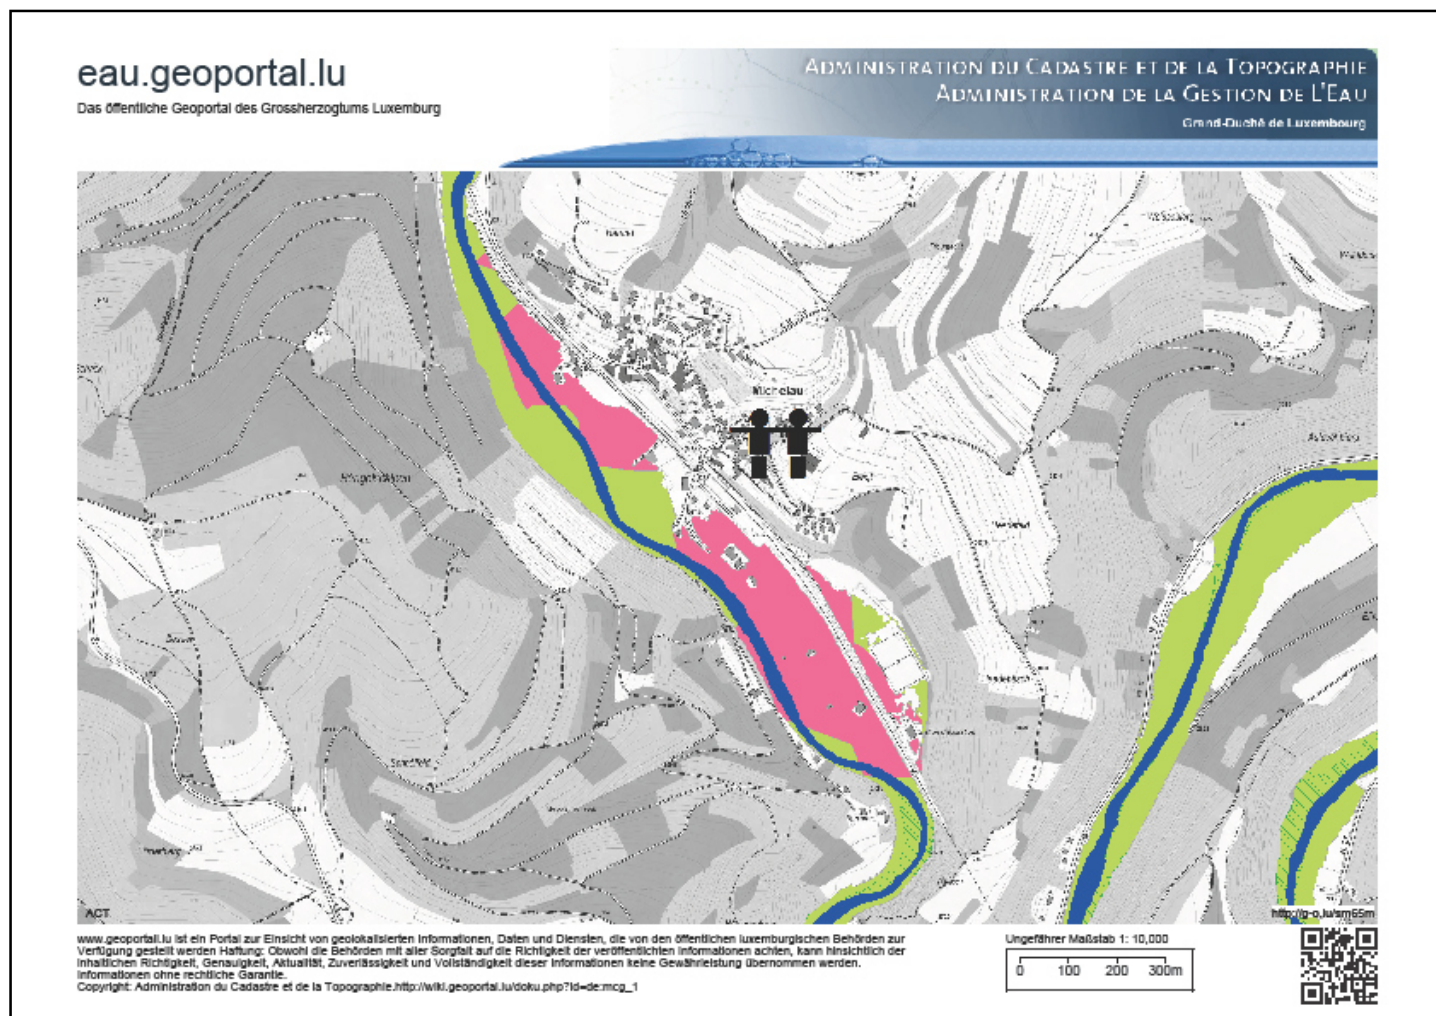 eau.geoportal.lu
Das öffentliche Geoportal des Grossherzogtums Luxemburg
ADMINISTRATION DU CADASTRE ET DE LA TOPOGRAPHIE
ADMINISTRATION DE LA GESTION DE L'EAU
Grand-Duché de Luxembourg
Michelau
ACT
http://g-o.lu/sm65m
www.geoportail.lu ist ein Portal zur Einsicht von geolokalisierten Informationen, Daten und Diensten, die von den öffentlichen luxemburgischen Behörden zur
Verfügung gestellt werden Haftung: Obwohl die Behörden mit aller Sorgfalt auf die Richtigkeit der veröffentlichten Informationen achten, kann hinsichtlich der
inhaltlichen Richtigkeit, Genauigkeit, Aktualität, Zuverlässigkeit und Vollständigkeit dieser Informationen keine Gewährleistung übernommen werden.
Informationen ohne rechtliche Garantie.
Copyright: Administration du Cadastre et de la Topographie.http://wiki.geoportal.lu/doku.php?id=de:mcg_1
Ungefährer Maßstab 1: 10,000
0 100 200 300m